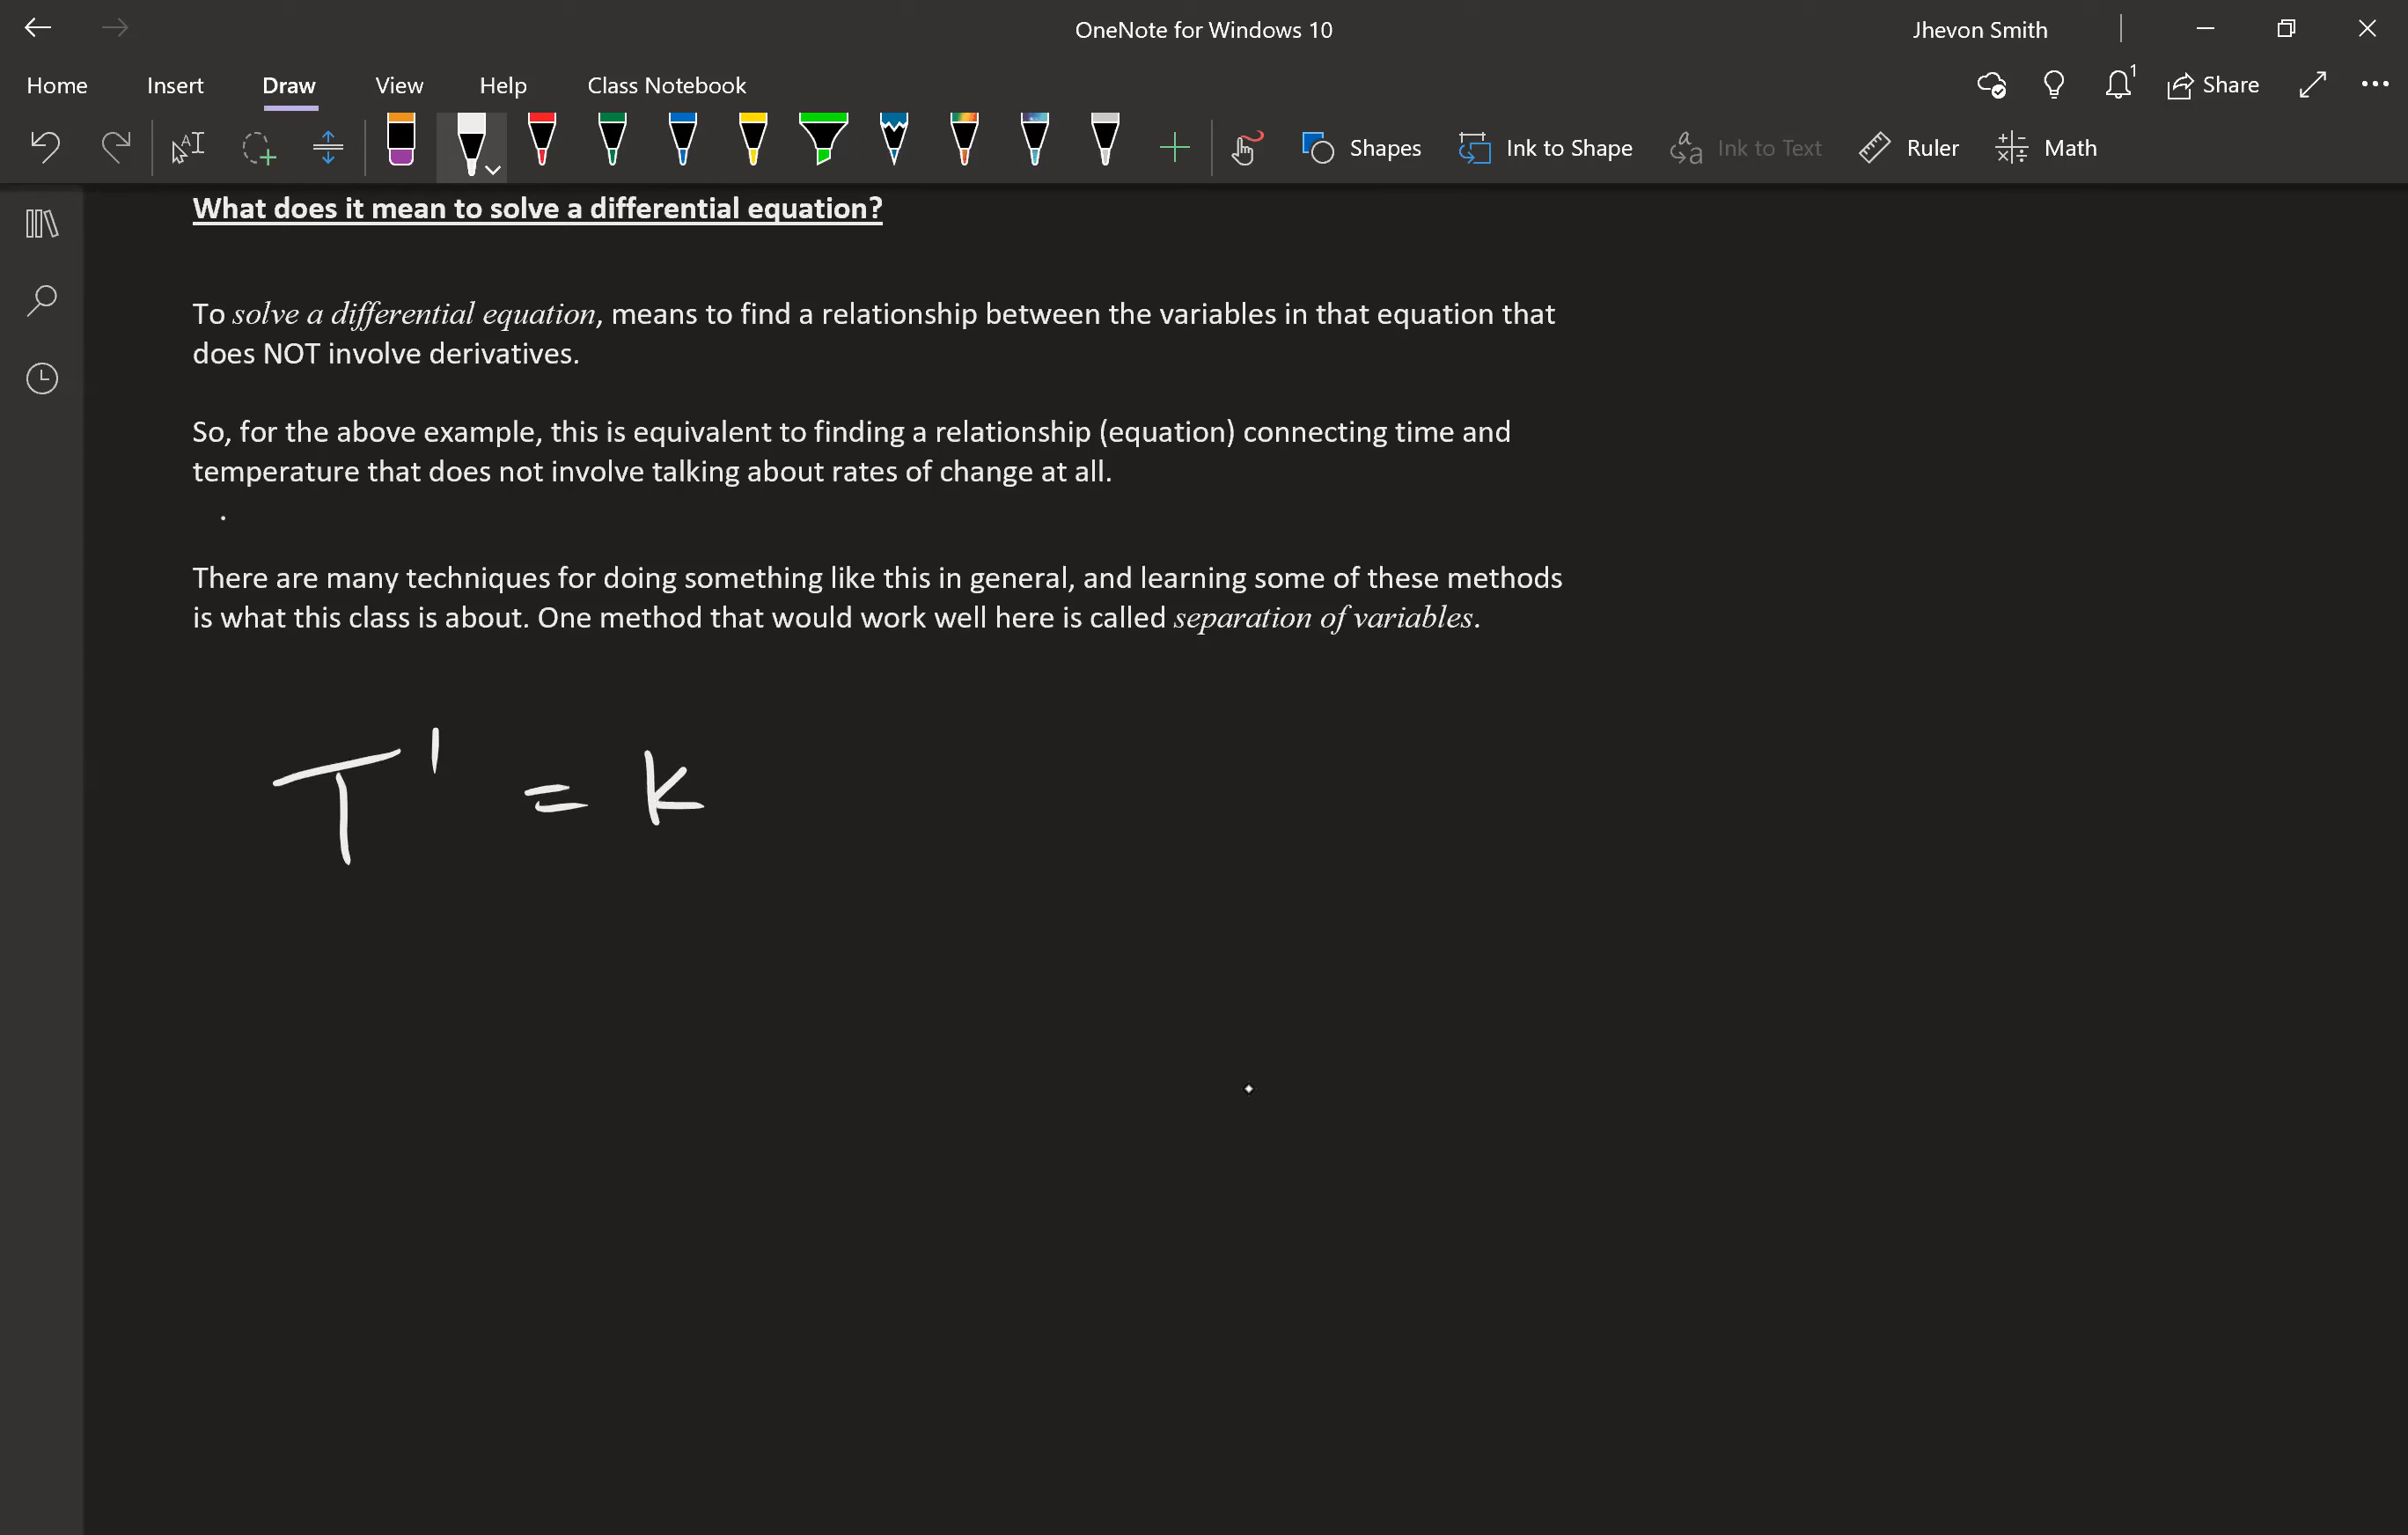 OneNote for Windows 10
Jhevon Smith
Home Insert Draw View Help Class Notebook
1
Share
Shapes Ink to Shape Ink to Text Ruler Math
What does it mean to solve a differential equation?
To solve a differential equation, means to find a relationship between the variables in that equation that
does NOT involve derivatives.
So, for the above example, this is equivalent to finding a relationship (equation) connecting time and
temperature that does not involve talking about rates of change at all.
There are many techniques for doing something like this in general, and learning some of these methods
is what this class is about. One method that would work well here is called separation of variables.
T' = k